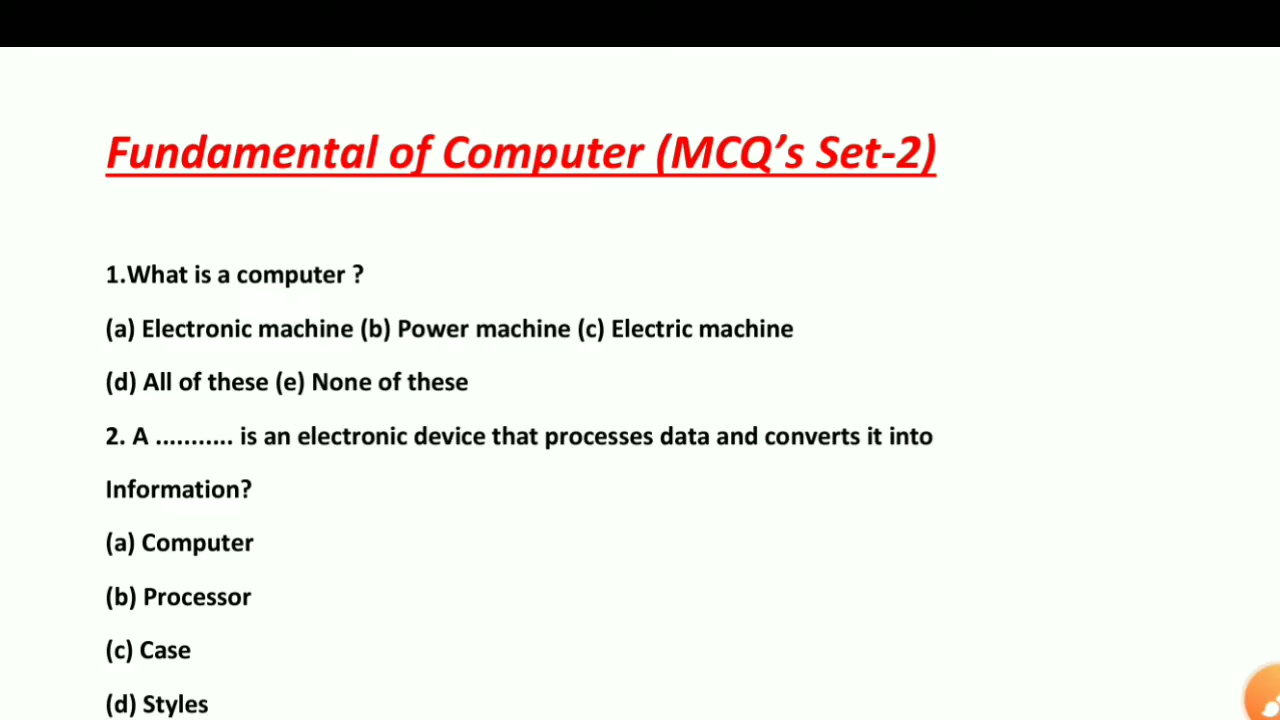 Fundamental of Computer (MCQ’s Set-2)
1.What is a computer ?
(a) Electronic machine (b) Power machine (c) Electric machine
(d) All of these (e) None of these
2. A ........... is an electronic device that processes data and converts it into
Information?
(a) Computer
(b) Processor
(c) Case
(d) Styles